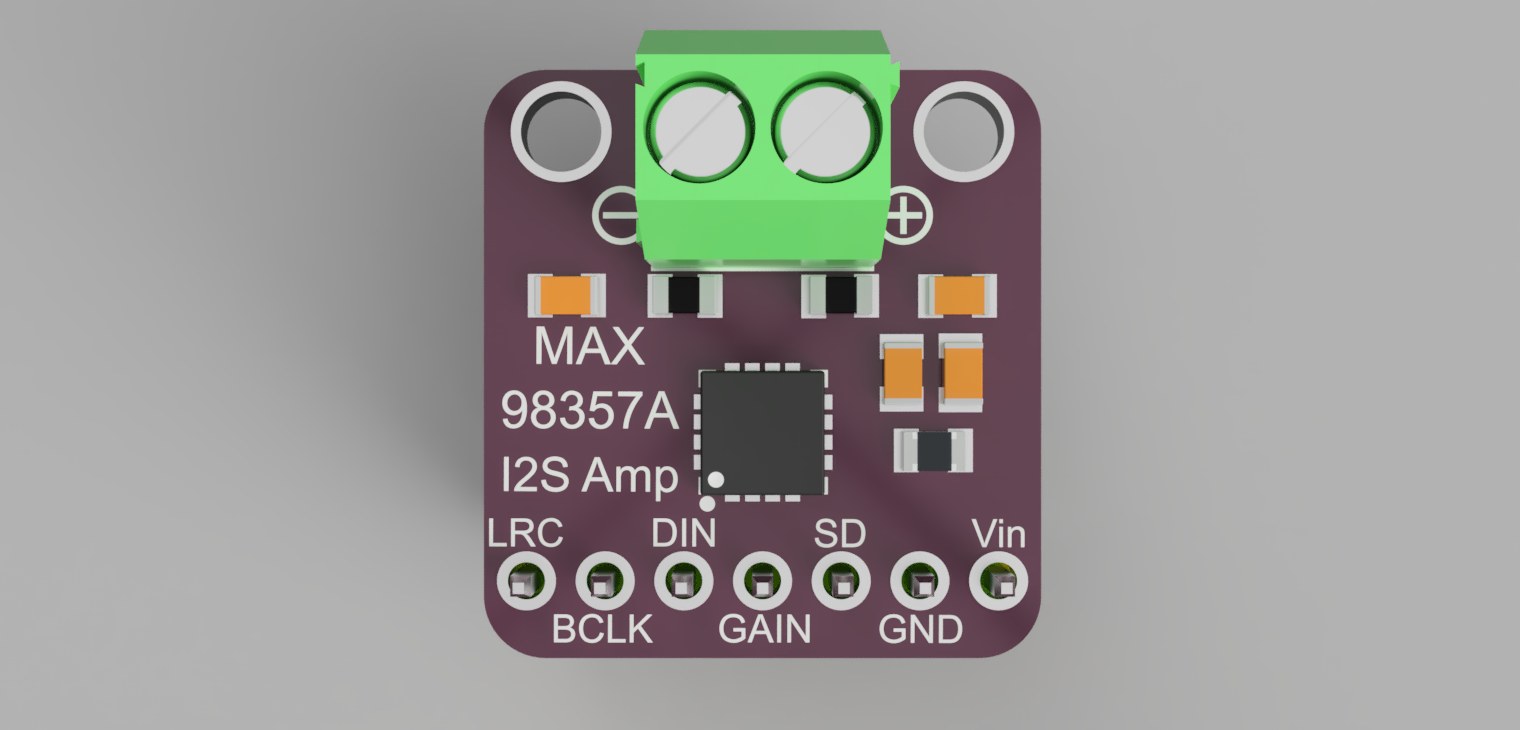 MAX
98357A
I2S Amp
LRC DIN SD Vin
BCLK GAIN GND